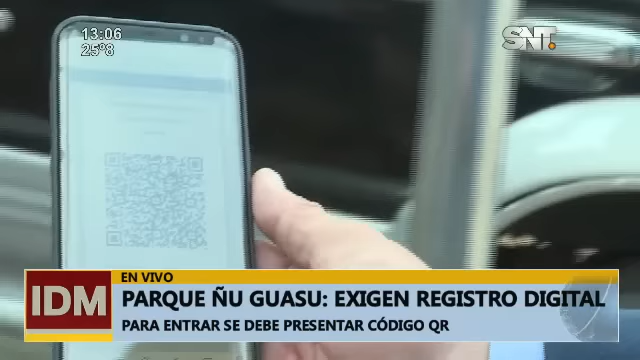 13:06
25°8
SNT.
EN VIVO
IDM
PARQUE ÑU GUASU: EXIGEN REGISTRO DIGITAL
PARA ENTRAR SE DEBE PRESENTAR CÓDIGO QR